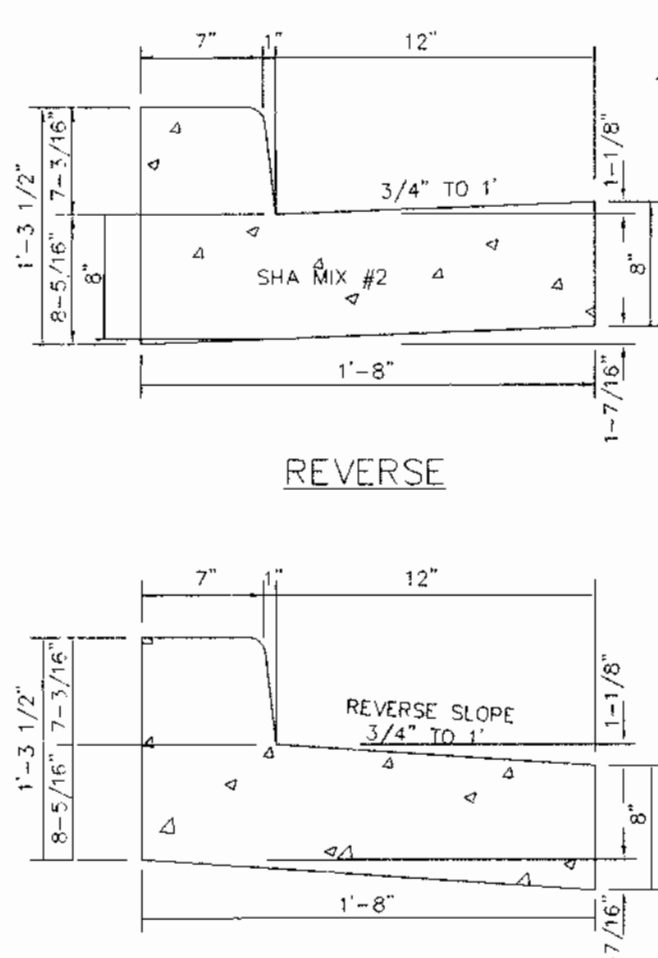 7" 1" 12"
1'-3 1/2"
7-3/16"
8-5/16"
8"
3/4" TO 1'
1-1/8"
8"
SHA MIX #2
1'-8"
1-7/16"
REVERSE
7" 1" 12"
1'-3 1/2"
7-3/16"
8-5/16"
REVERSE SLOPE
3/4" TO 1'
1-1/8"
8"
1'-8"
7/16"